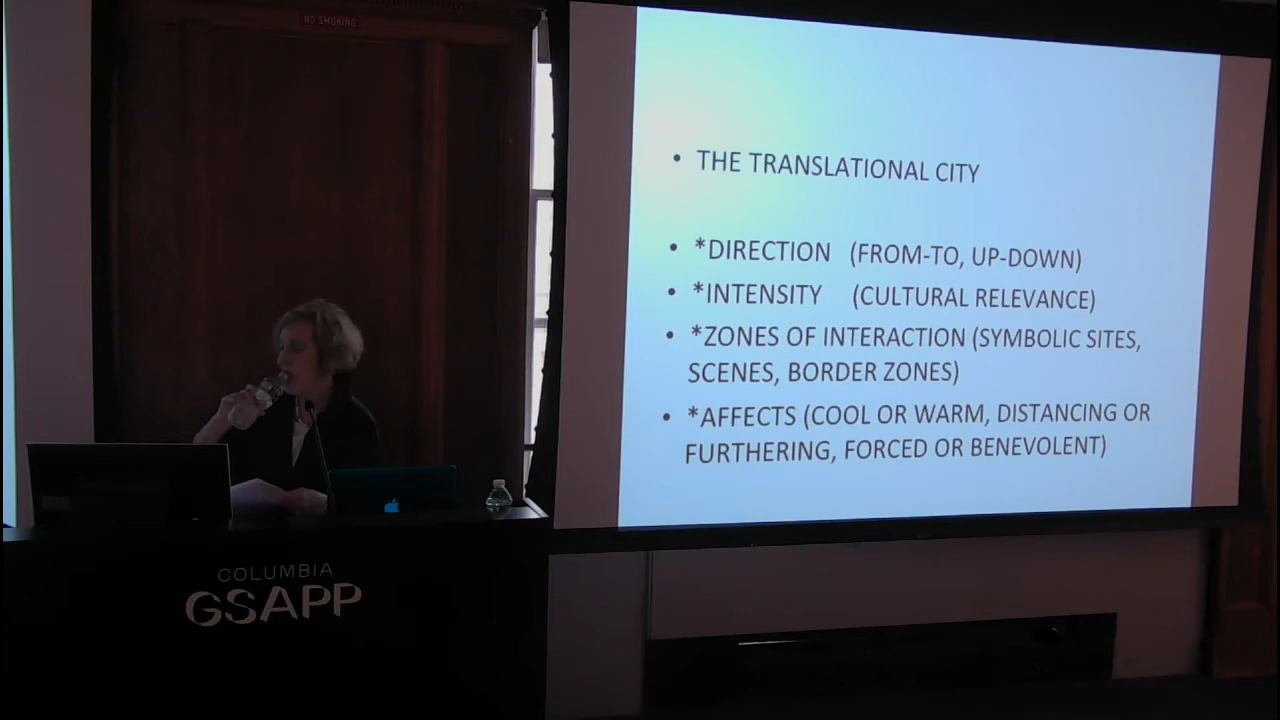 NO SMOKING
• THE TRANSLATIONAL CITY
• *DIRECTION (FROM-TO, UP-DOWN)
• *INTENSITY (CULTURAL RELEVANCE)
• *ZONES OF INTERACTION (SYMBOLIC SITES,
SCENES, BORDER ZONES)
• *AFFECTS (COOL OR WARM, DISTANCING OR
FURTHERING, FORCED OR BENEVOLENT)
COLUMBIA
GSAPP